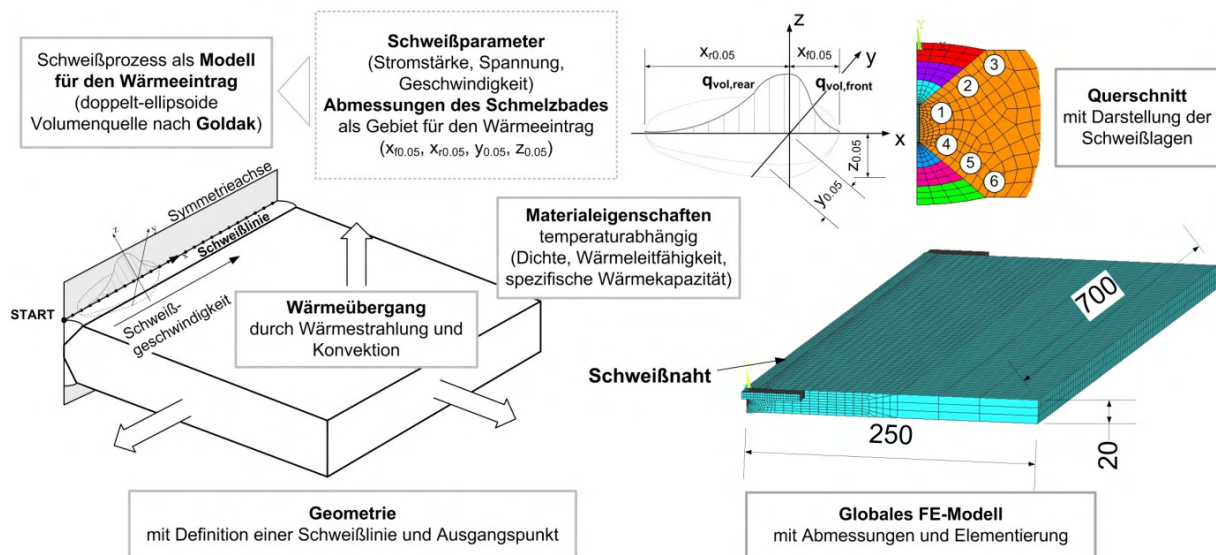 Schweißprozess als Modell
für den Wärmeeintrag
(doppelt-ellipsoide
Volumenquelle nach Goldak)
Schweißparameter
(Stromstärke, Spannung,
Geschwindigkeit)
Abmessungen des Schmelzbades
als Gebiet für den Wärmeeintrag
(xf0.05, xr0.05, y0.05, z0.05)
z
y
x
xr0.05
xf0.05
qvol,rear
qvol,front
z0.05
y0.05
Y
X
1
2
3
4
5
6
Querschnitt
mit Darstellung der
Schweißlagen
Symmetrieachse
Schweißlinie
Z
Y
x
START
Schweiß-
geschwindigkeit
Wärmeübergang
durch Wärmestrahlung und
Konvektion
Materialeigenschaften
temperaturabhängig
(Dichte, Wärmeleitfähigkeit,
spezifische Wärmekapazität)
Schweißnaht
700
250
20
Geometrie
mit Definition einer Schweißlinie und Ausgangspunkt
Globales FE-Modell
mit Abmessungen und Elementierung